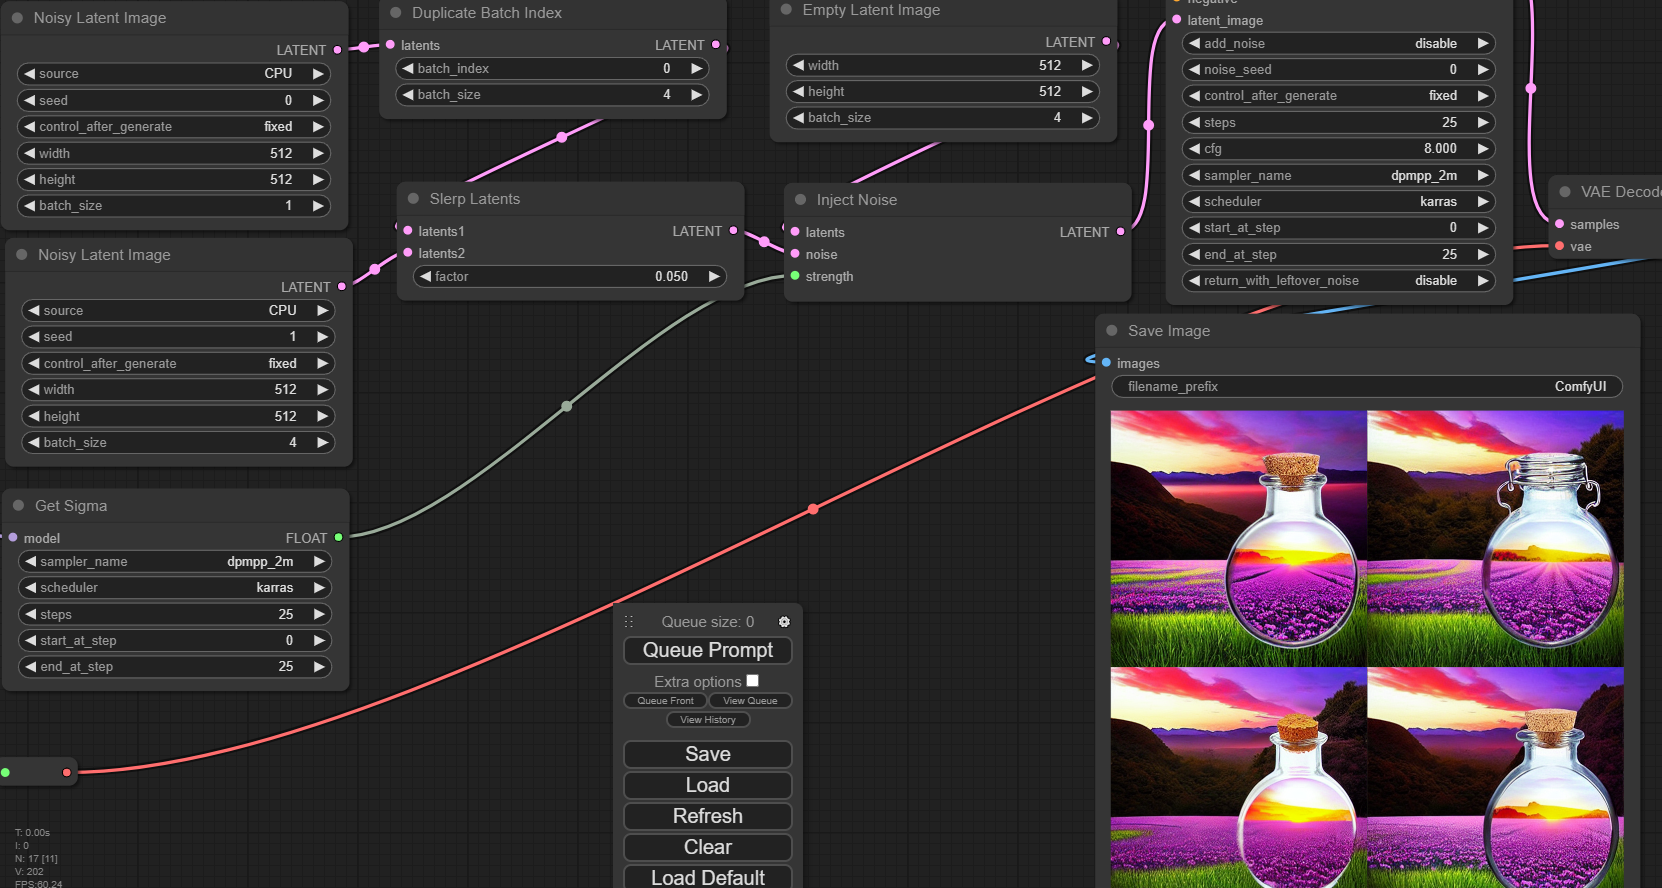 Noisy Latent Image
LATENT
source CPU
seed 0
control_after_generate fixed
width 512
height 512
batch_size 1
Noisy Latent Image
LATENT
source CPU
seed 1
control_after_generate fixed
width 512
height 512
batch_size 4
Get Sigma
model FLOAT
sampler_name dpmpp_2m
scheduler karras
steps 25
start_at_step 0
end_at_step 25
T: 0.00s
I: 0
N: 17 [11]
V: 202
FPS:60.24
Duplicate Batch Index
latents LATENT
batch_index 0
batch_size 4
Slerp Latents
latents1 LATENT
latents2
factor 0.050
Empty Latent Image
LATENT
width 512
height 512
batch_size 4
Inject Noise
latents LATENT
noise
strength
Queue size: 0
Queue Prompt
Extra options
Queue Front View Queue
View History
Save
Load
Refresh
Clear
Load Default
negative
latent_image
add_noise disable
noise_seed 0
control_after_generate fixed
steps 25
cfg 8.000
sampler_name dpmpp_2m
scheduler karras
start_at_step 0
end_at_step 25
return_with_leftover_noise disable
VAE Decode
samples
vae
Save Image
images
filename_prefix ComfyUI